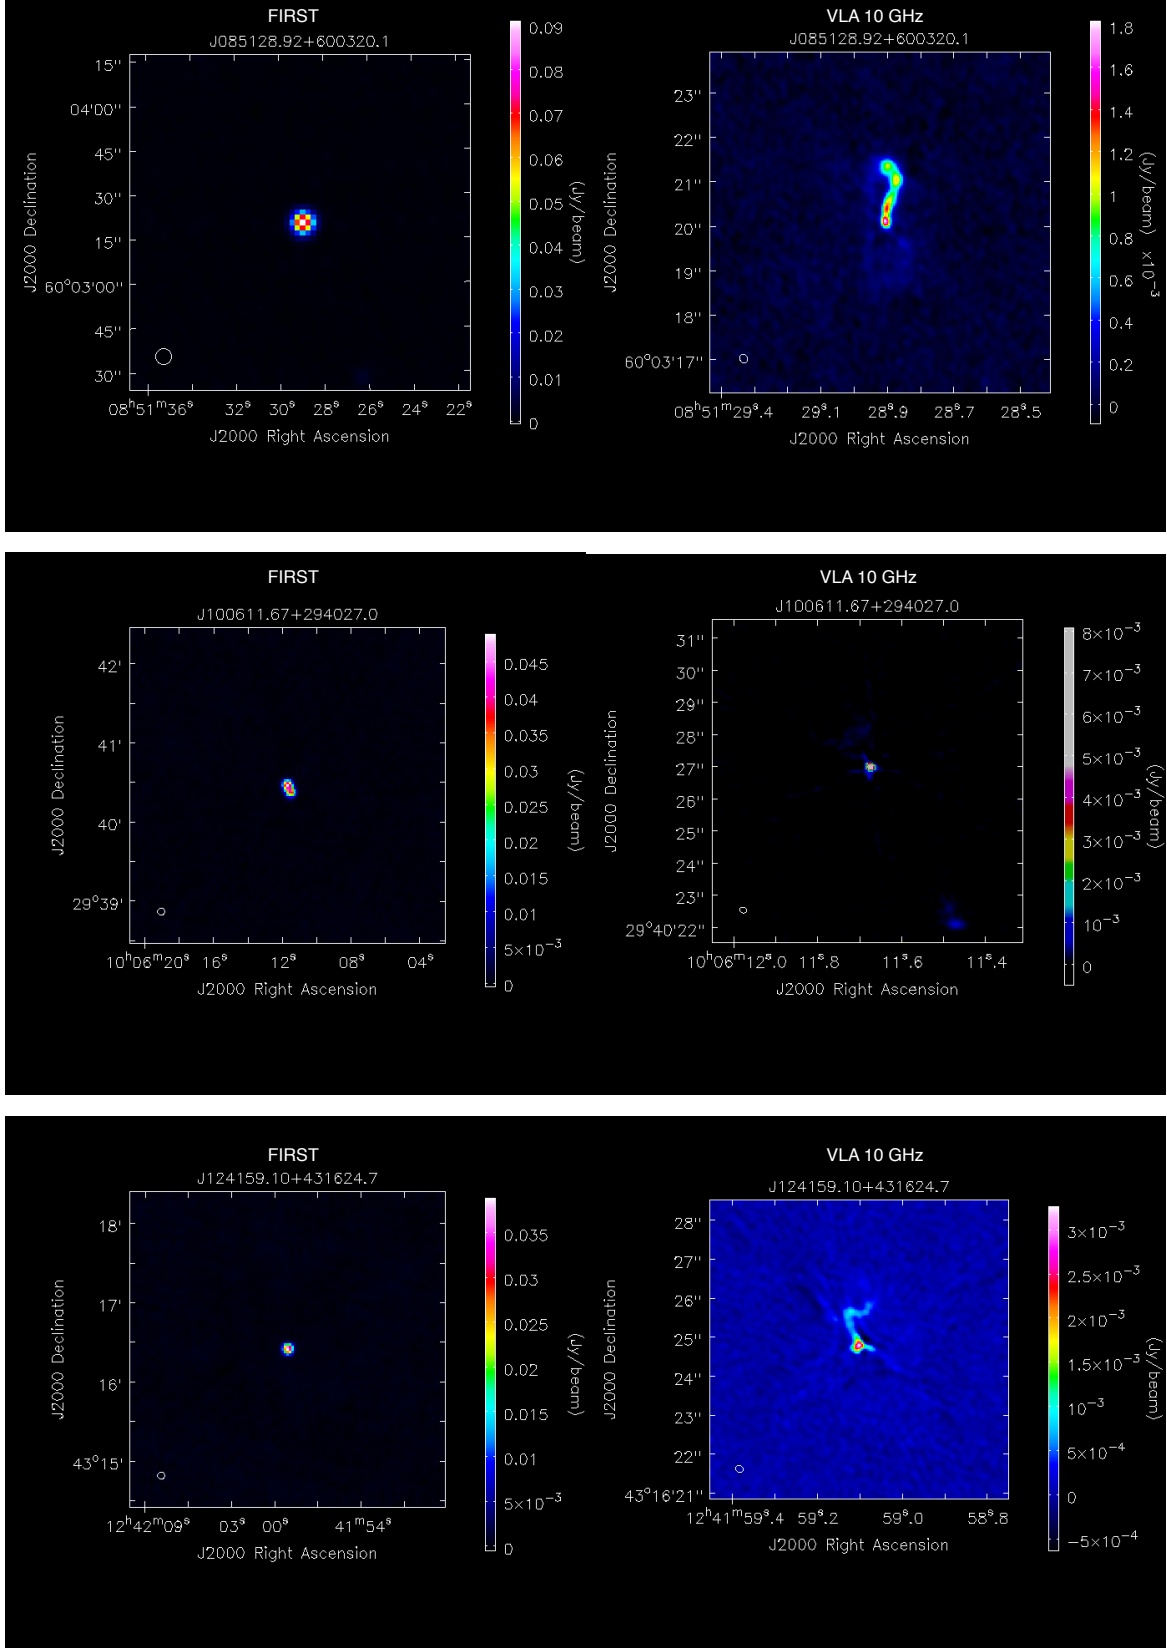 FIRST
J085128.92+600320.1
15"
04'00"
45"
30"
15"
60°03'00"
45"
30"
08ʰ51ᵐ36ˢ 32ˢ 30ˢ 28ˢ 26ˢ 24ˢ 22ˢ
J2000 Right Ascension
J2000 Declination
0.09
0.08
0.07
0.06
0.05
0.04
0.03
0.02
0.01
0
(Jy/beam)
VLA 10 GHz
J085128.92+600320.1
23"
22"
21"
20"
19"
18"
60°03'17"
08ʰ51ᵐ29ˢ.4 29ˢ.1 28ˢ.9 28ˢ.7 28ˢ.5
J2000 Right Ascension
J2000 Declination
1.8
1.6
1.4
1.2
1
0.8
0.6
0.4
0.2
0
(Jy/beam) ×10⁻³
FIRST
J100611.67+294027.0
42'
41'
40'
29°39'
10ʰ06ᵐ20ˢ 16ˢ 12ˢ 08ˢ 04ˢ
J2000 Right Ascension
J2000 Declination
0.045
0.04
0.035
0.03
0.025
0.02
0.015
0.01
5×10⁻³
0
(Jy/beam)
VLA 10 GHz
J100611.67+294027.0
31"
30"
29"
28"
27"
26"
25"
24"
23"
29°40'22"
10ʰ06ᵐ12ˢ.0 11ˢ.8 11ˢ.6 11ˢ.4
J2000 Right Ascension
J2000 Declination
8×10⁻³
7×10⁻³
6×10⁻³
5×10⁻³
4×10⁻³
3×10⁻³
2×10⁻³
10⁻³
0
(Jy/beam)
FIRST
J124159.10+431624.7
18'
17'
16'
43°15'
12ʰ42ᵐ09ˢ 03ˢ 00ˢ 41ᵐ54ˢ
J2000 Right Ascension
J2000 Declination
0.035
0.03
0.025
0.02
0.015
0.01
5×10⁻³
0
(Jy/beam)
VLA 10 GHz
J124159.10+431624.7
28"
27"
26"
25"
24"
23"
22"
43°16'21"
12ʰ41ᵐ59ˢ.4 59ˢ.2 59ˢ.0 58ˢ.8
J2000 Right Ascension
J2000 Declination
3×10⁻³
2.5×10⁻³
2×10⁻³
1.5×10⁻³
10⁻³
5×10⁻⁴
0
−5×10⁻⁴
(Jy/beam)